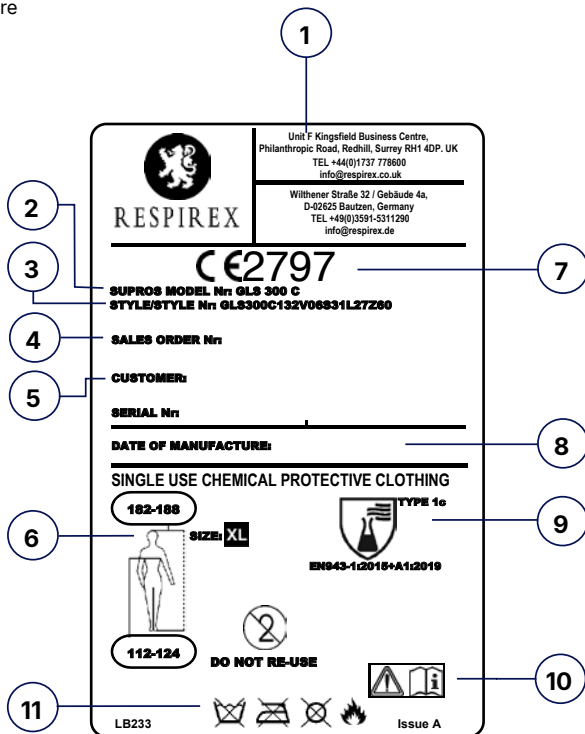 re
1
Unit F Kingsfield Business Centre,
Philanthropic Road, Redhill, Surrey RH1 4DP. UK
TEL +44(0)1737 778600
info@respirex.co.uk
RESPIREX
Wilthener Straße 32 / Gebäude 4a,
D-02625 Bautzen, Germany
TEL +49(0)3591-5311290
info@respirex.de
2
CE2797
7
SUPROS MODEL Nr: GLS 300 C
3
STYLE/STYLE Nr: GLS300C132V06S31L27Z60
4
SALES ORDER Nr:
5
CUSTOMER:
SERIAL Nr:
DATE OF MANUFACTURE:
8
SINGLE USE CHEMICAL PROTECTIVE CLOTHING
182-188
TYPE 1c
6
SIZE: XL
9
EN943-1:2015+A1:2019
2
112-124
DO NOT RE-USE
i
10
11
LB233
Issue A